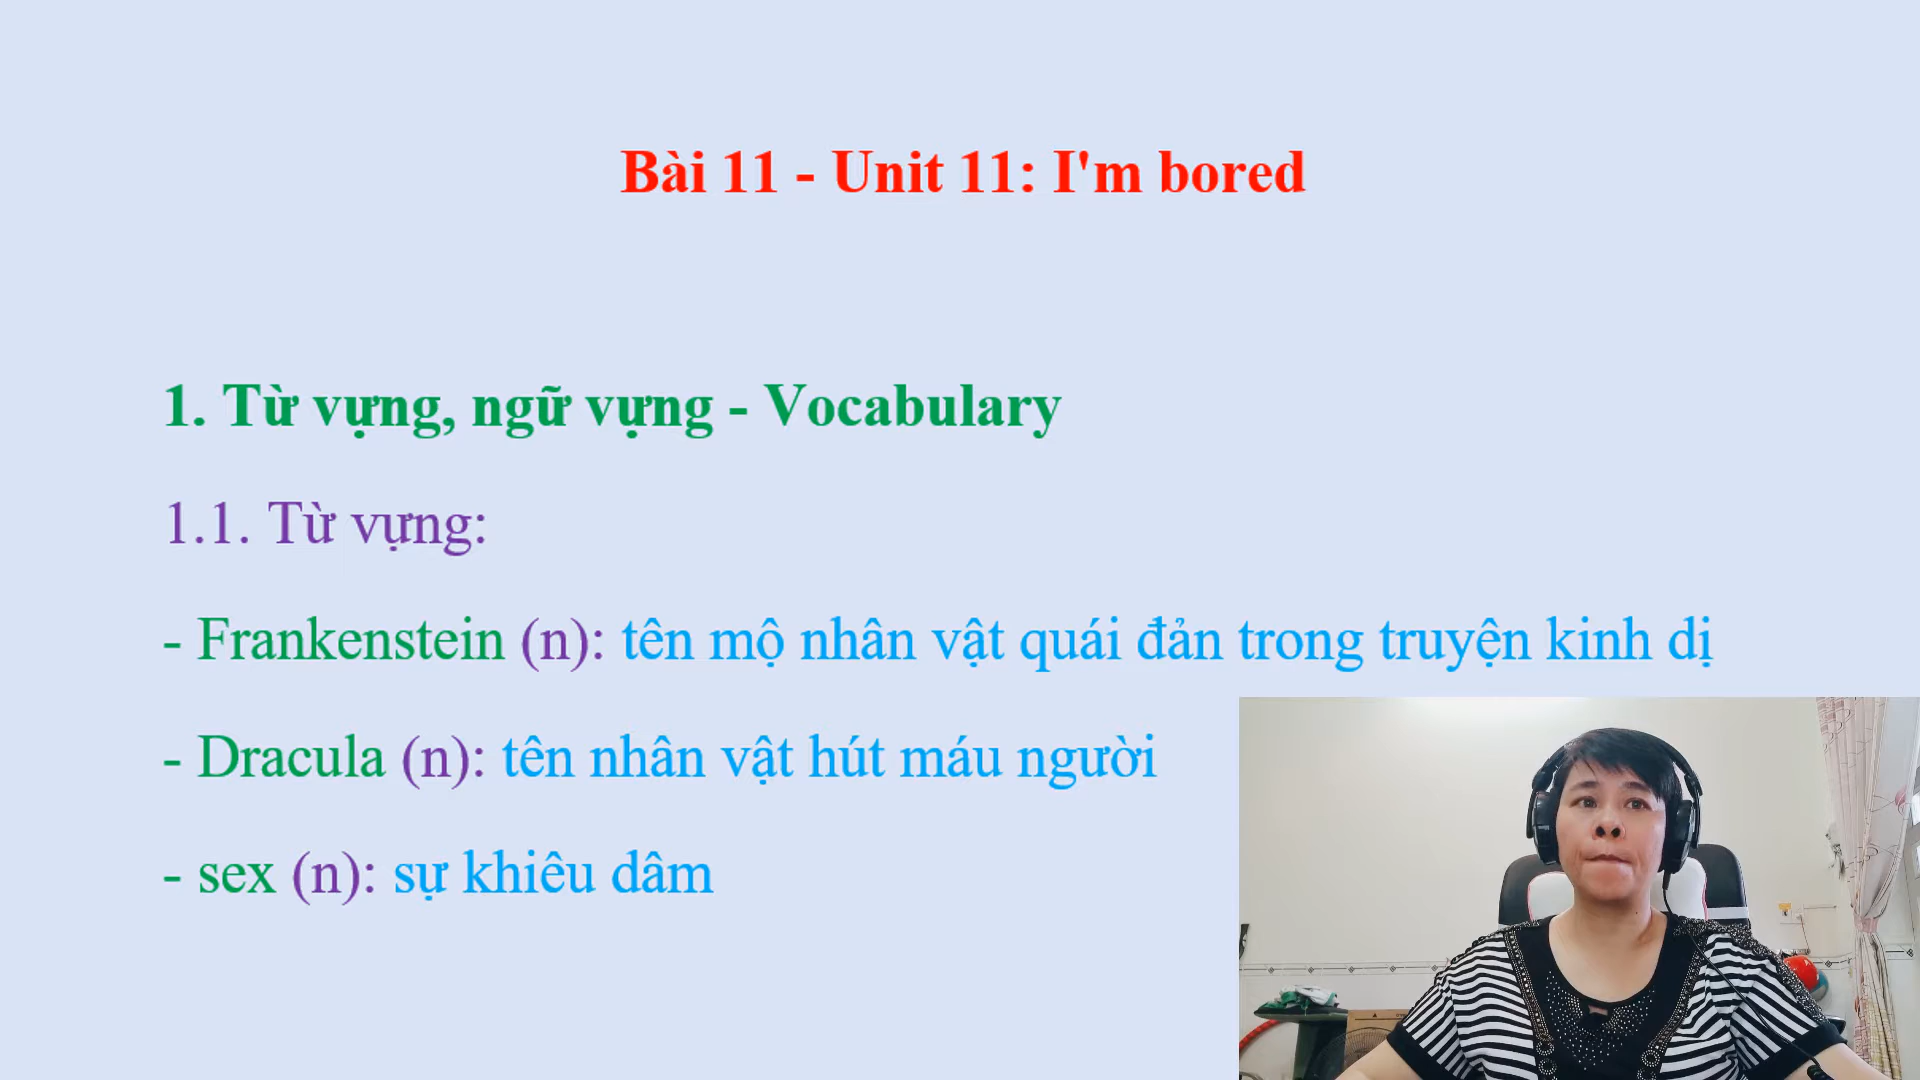 Bài 11 - Unit 11: I'm bored
1. Từ vựng, ngữ vựng - Vocabulary
1.1. Từ vựng:
- Frankenstein (n): tên mộ nhân vật quái đản trong truyện kinh dị
- Dracula (n): tên nhân vật hút máu người
- sex (n): sự khiêu dâm